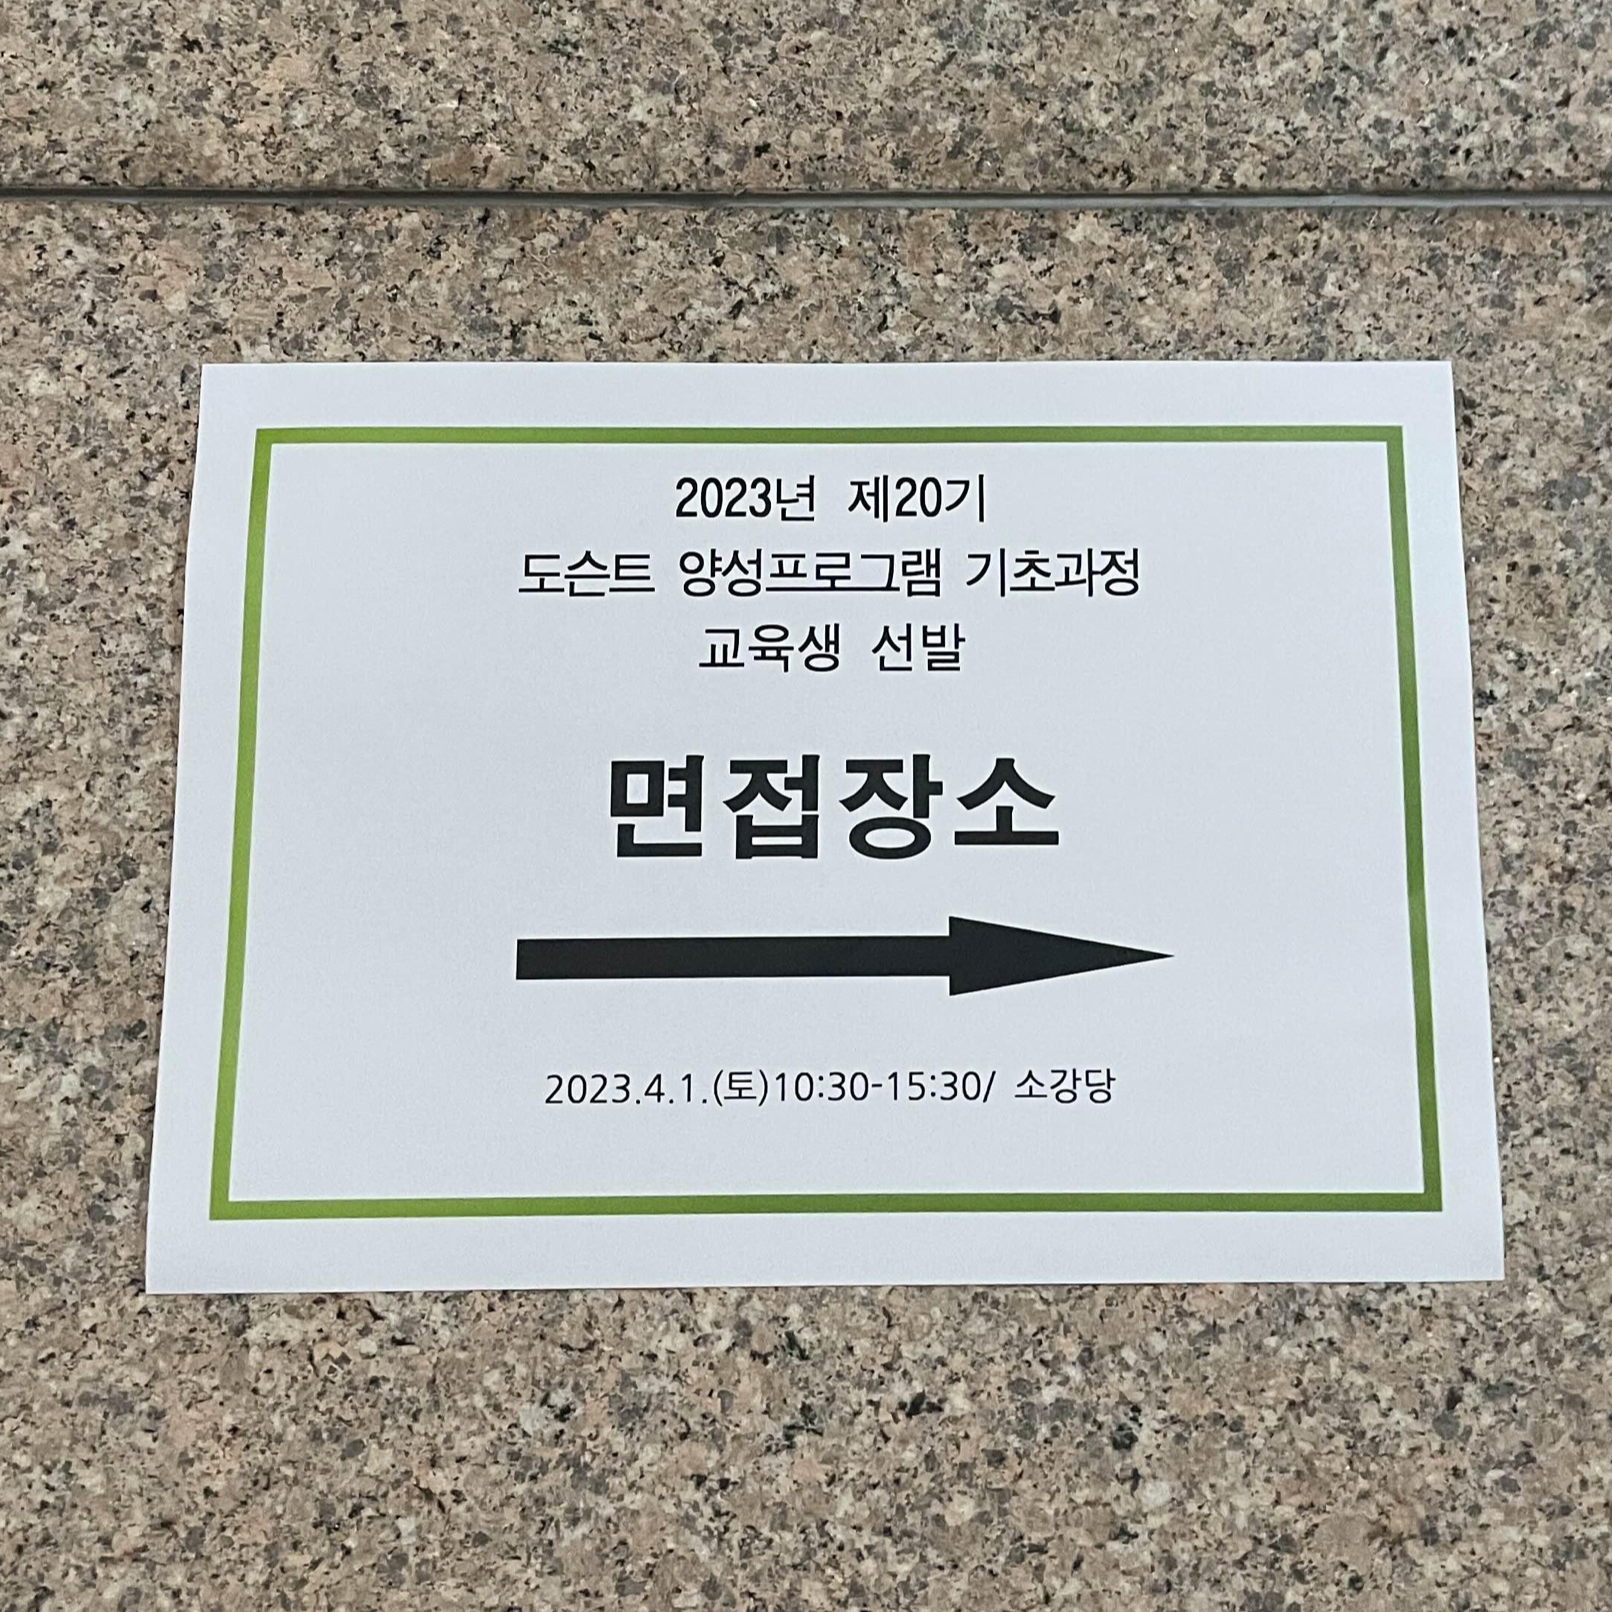 2023년 제20기
도슨트 양성프로그램 기초과정
교육생 선발
면접장소
2023.4.1.(토)10:30-15:30/ 소강당